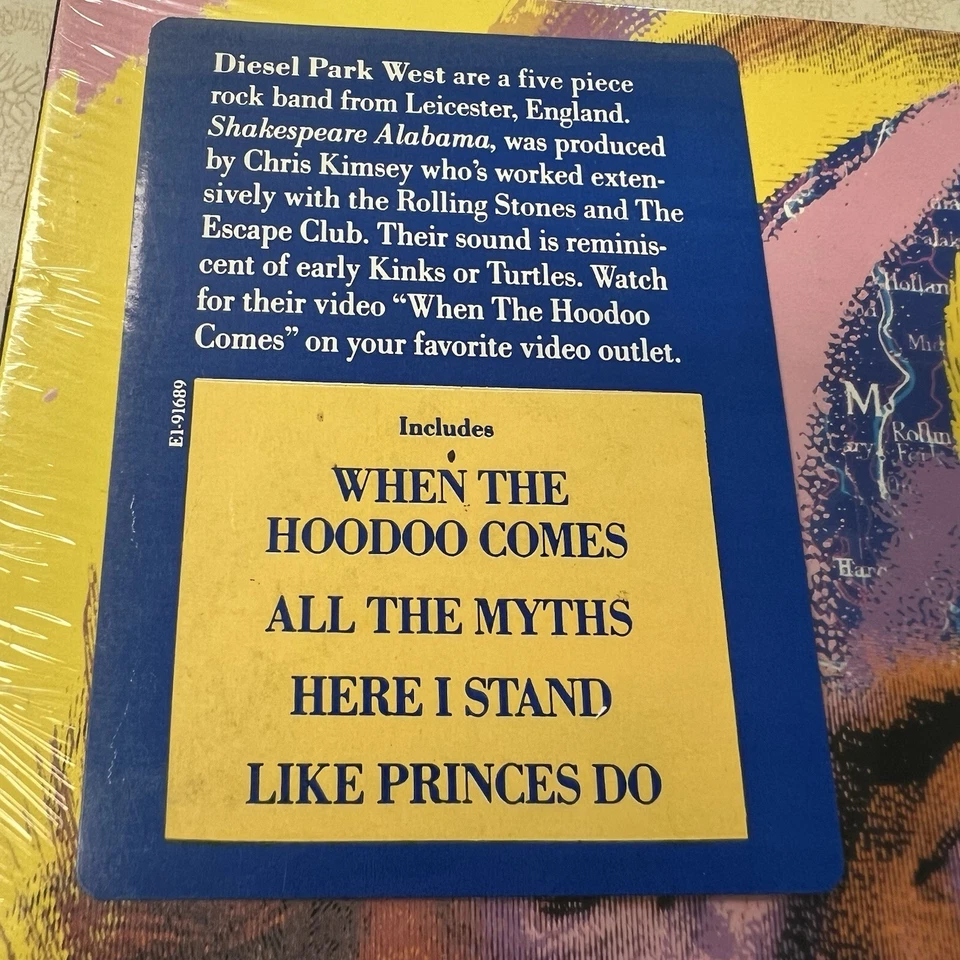 Diesel Park West are a five piece
rock band from Leicester, England.
Shakespeare Alabama, was produced
by Chris Kimsey who's worked exten-
sively with the Rolling Stones and The
Escape Club. Their sound is reminis-
cent of early Kinks or Turtles. Watch
for their video “When The Hoodoo
Comes” on your favorite video outlet.
E1-91689
Includes
WHEN THE
HOODOO COMES
ALL THE MYTHS
HERE I STAND
LIKE PRINCES DO